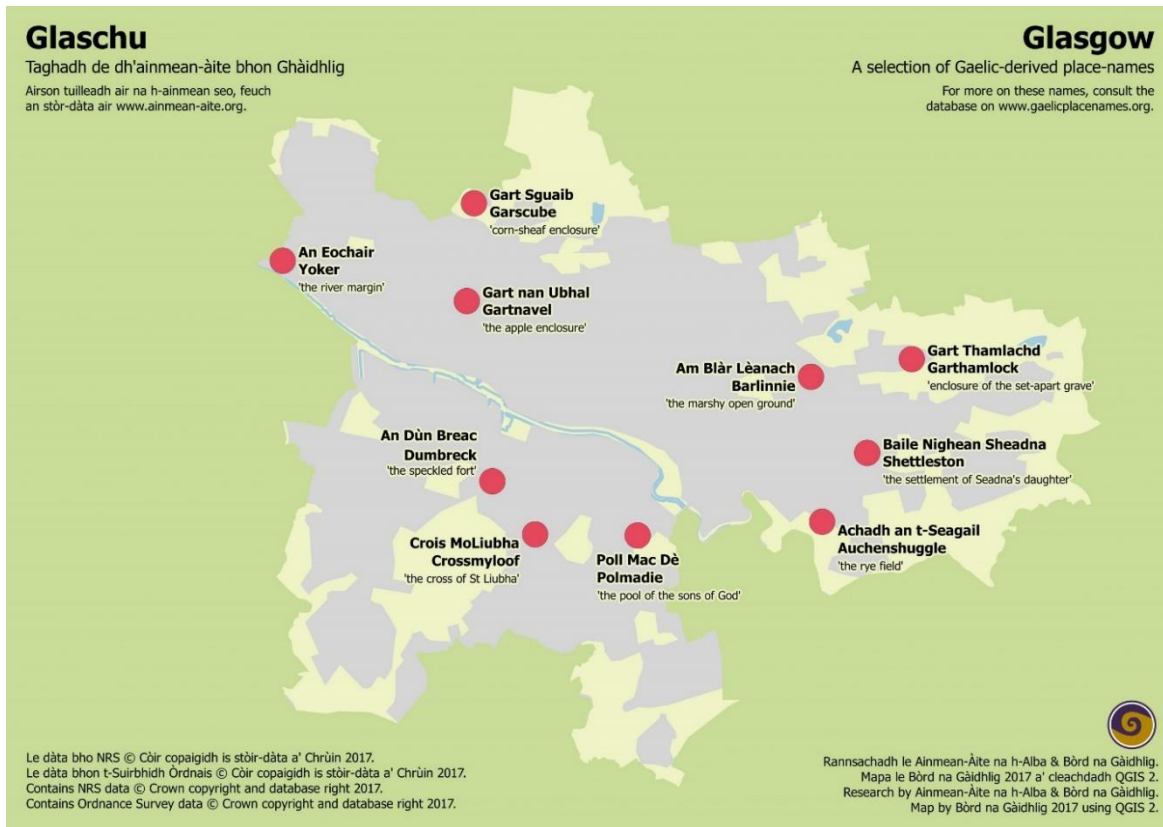 Glaschu
Taghadh de dh'ainmean-àite bhon Ghàidhlig
Airson tuilleadh air na h-ainmean seo, feuch
an stòr-dàta air www.ainmean-aite.org.
Glasgow
A selection of Gaelic-derived place-names
For more on these names, consult the
database on www.gaelicplacenames.org.
Gart Sguaib
Garscube
'corn-sheaf enclosure'
An Eochair
Yoker
'the river margin'
Gart nan Ubhal
Gartnavel
'the apple enclosure'
Gart Thamlachd
Garthamlock
'enclosure of the set-apart grave'
Am Blàr Lèanach
Barlinnie
'the marshy open ground'
An Dùn Breac
Dumbreck
'the speckled fort'
Baile Nighean Sheadna
Shettleston
'the settlement of Seadna's daughter'
Crois MoLiubha
Crossmyloof
'the cross of St Liubha'
Poll Mac Dè
Polmadie
'the pool of the sons of God'
Achadh an t-Seagail
Auchenshuggle
'the rye field'
Le dàta bho NRS © Còir copaigidh is stòir-dàta a' Chrùin 2017.
Le dàta bhon t-Suirbhidh Òrdnais © Còir copaigidh is stòir-dàta a' Chrùin 2017.
Contains NRS data © Crown copyright and database right 2017.
Contains Ordnance Survey data © Crown copyright and database right 2017.
Rannsachadh le Ainmean-Àite na h-Alba & Bòrd na Gàidhlig.
Mapa le Bòrd na Gàidhlig 2017 a' cleachdadh QGIS 2.
Research by Ainmean-Àite na h-Alba & Bòrd na Gàidhlig.
Map by Bòrd na Gàidhlig 2017 using QGIS 2.